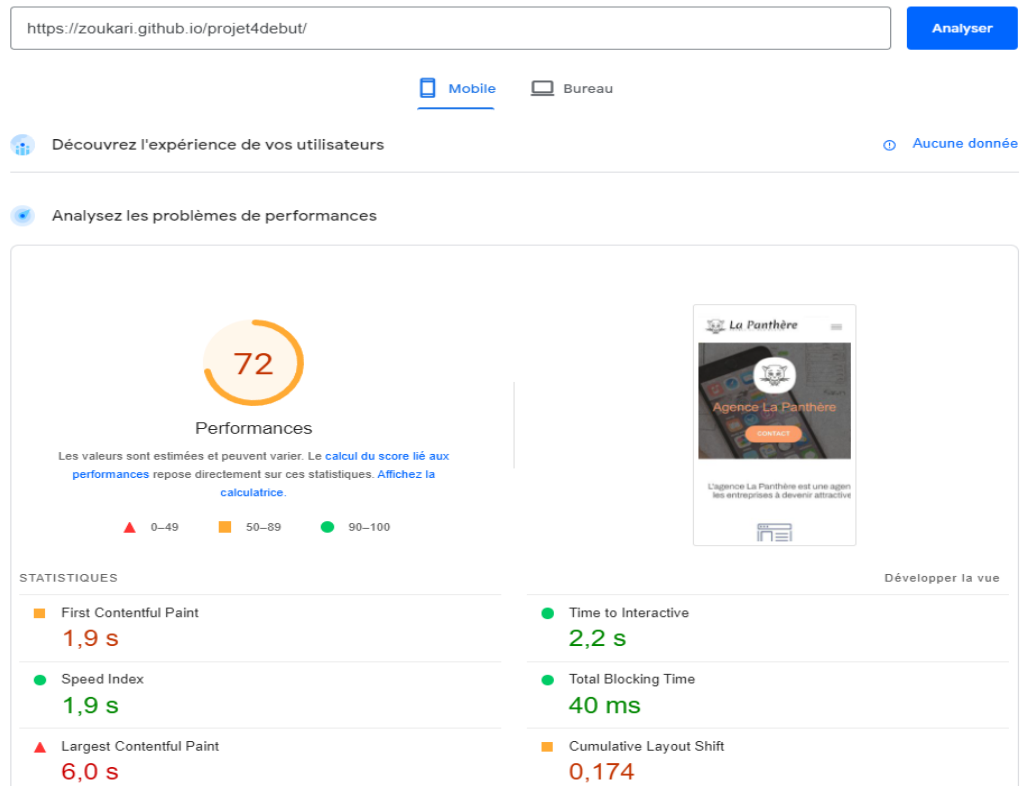 https://zoukari.github.io/projet4debut/
Analyser
Mobile
Bureau
Découvrez l'expérience de vos utilisateurs
Aucune donnée
Analysez les problèmes de performances
72
Performances
Les valeurs sont estimées et peuvent varier. Le calcul du score lié aux
performances repose directement sur ces statistiques. Affichez la
calculatrice.
0–49
50–89
90–100
La Panthère
Agence La Panthère
CONTACT
L'agence La Panthère est une agen
les entreprises à devenir attractive
STATISTIQUES
Développer la vue
First Contentful Paint
1,9 s
Time to Interactive
2,2 s
Speed Index
1,9 s
Total Blocking Time
40 ms
Largest Contentful Paint
6,0 s
Cumulative Layout Shift
0,174